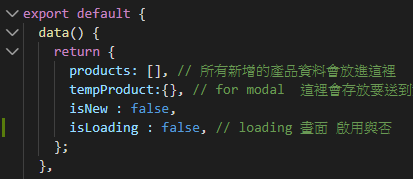 export default {
data() {
return {
products: [], // 所有新增的產品資料會放進這裡
tempProduct:{}, // for modal 這裡會存放要送到
isNew : false,
isLoading : false, // loading 畫面 啟用與否
};
},